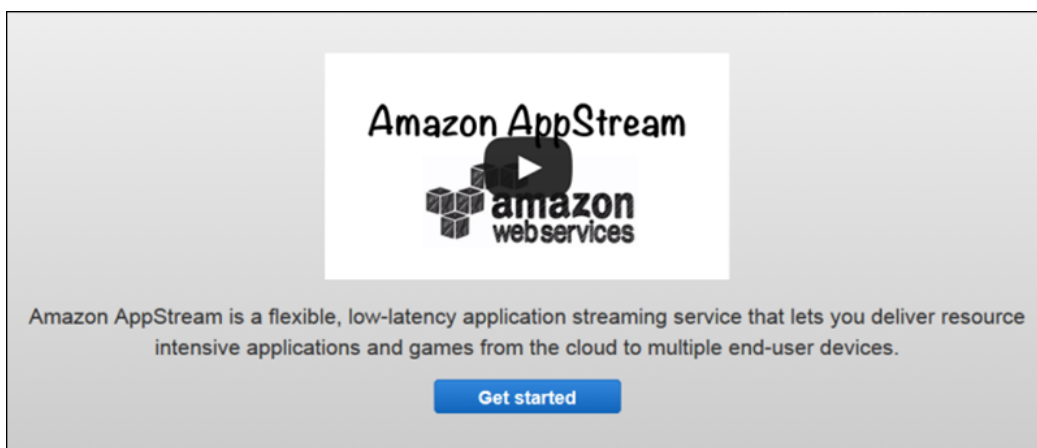 Amazon AppStream
amazon
webservices
Amazon AppStream is a flexible, low-latency application streaming service that lets you deliver resource
intensive applications and games from the cloud to multiple end-user devices.
Get started